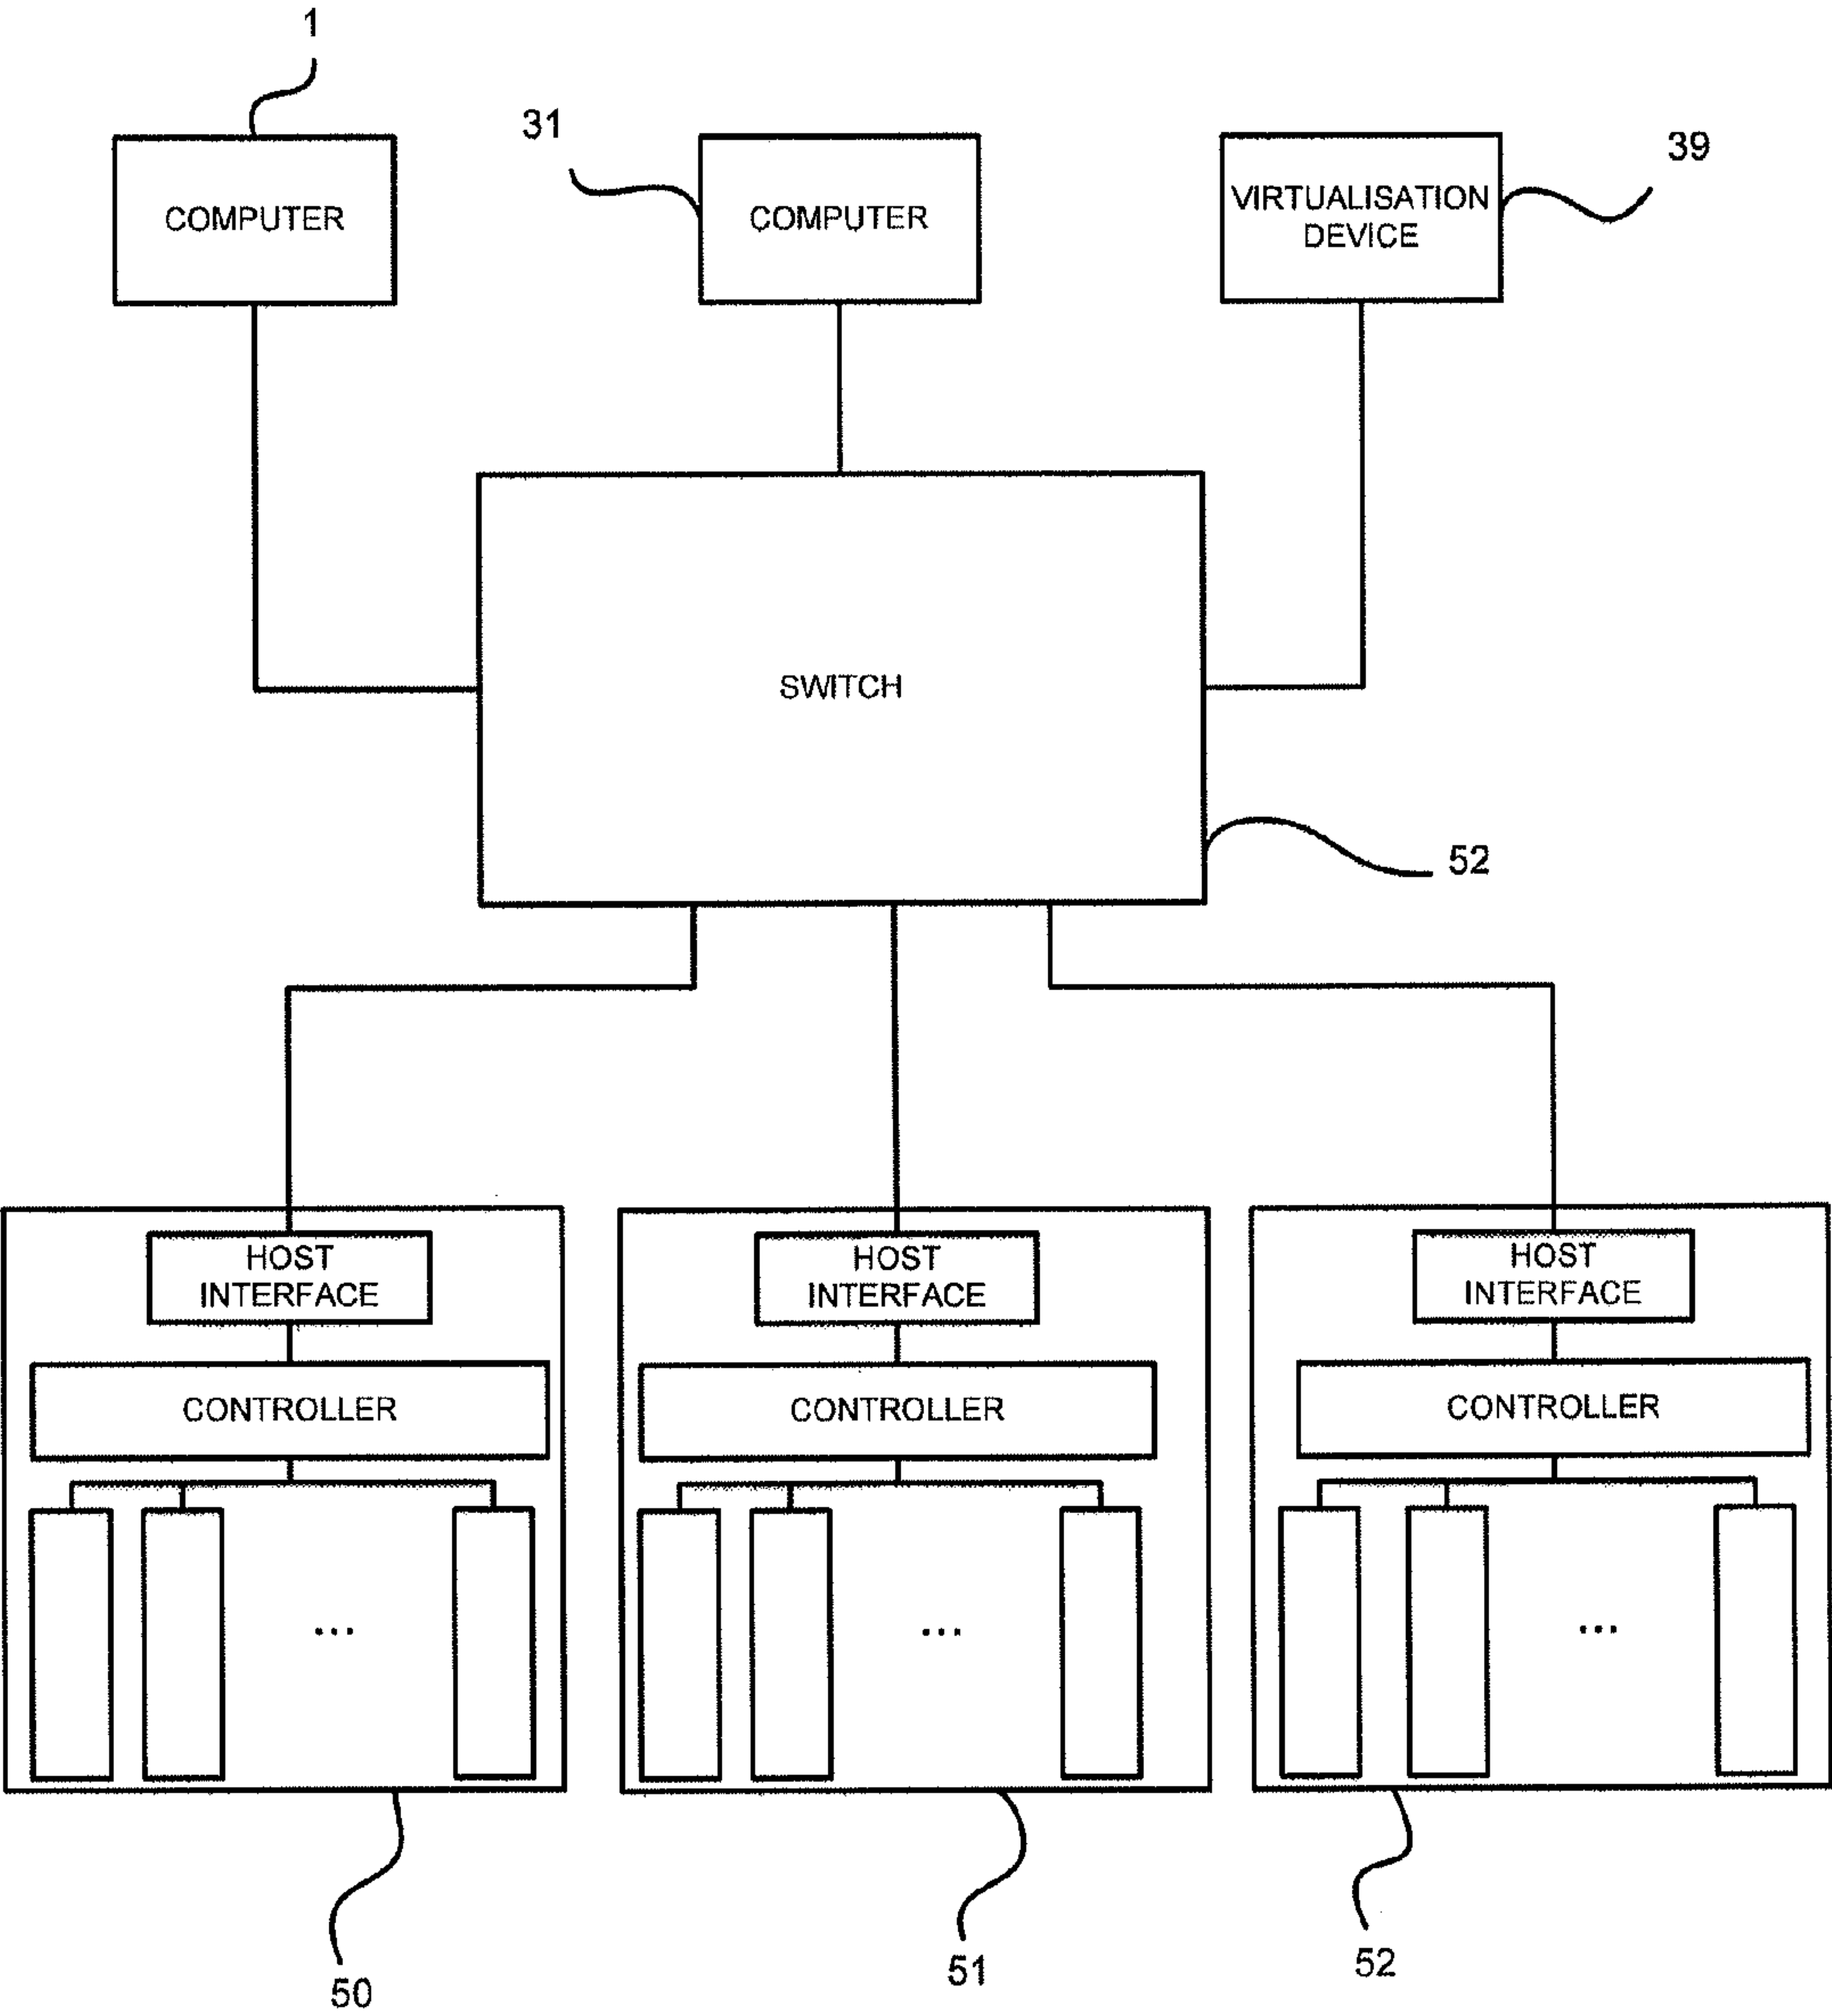 1
31
39
COMPUTER
COMPUTER
VIRTUALISATION
DEVICE
SWITCH
52
HOST
INTERFACE
HOST
INTERFACE
HOST
INTERFACE
CONTROLLER
CONTROLLER
CONTROLLER
...
...
...
50
51
52